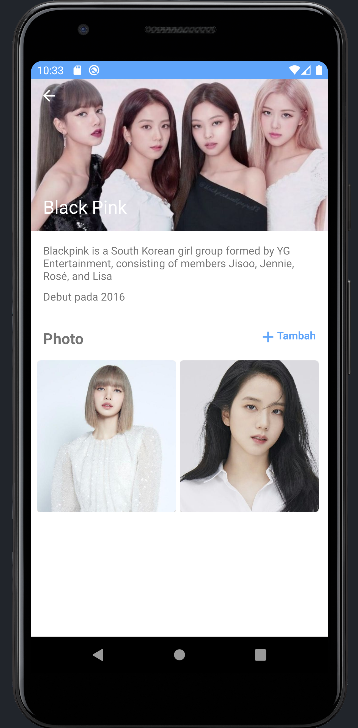 10:33
Black Pink
Blackpink is a South Korean girl group formed by YG
Entertainment, consisting of members Jisoo, Jennie,
Rosé, and Lisa
Debut pada 2016
Photo
+ Tambah